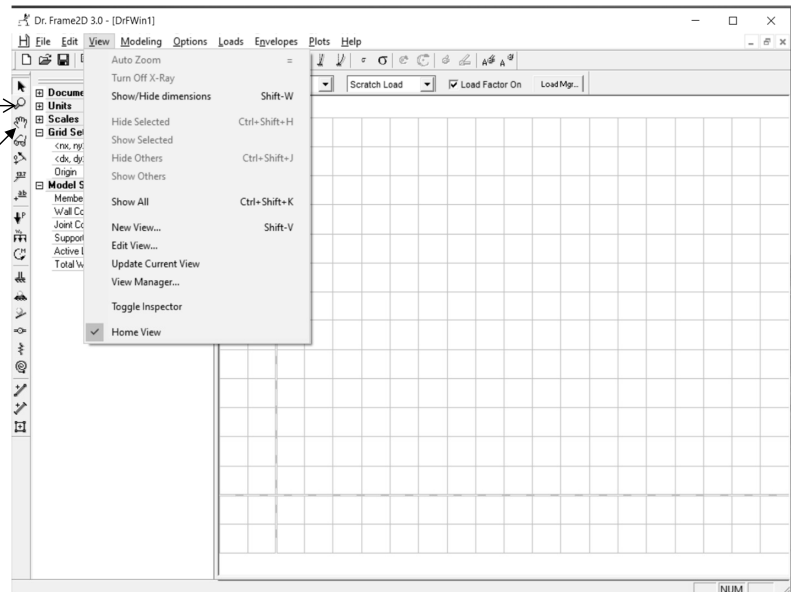 Dr. Frame2D 3.0 - [DrFWin1]
File Edit View Modeling Options Loads Envelopes Plots Help
Scratch Load Load Factor On Load Mgr...
Auto Zoom =
Turn Off X-Ray
Show/Hide dimensions Shift-W
Hide Selected Ctrl+Shift+H
Show Selected
Hide Others Ctrl+Shift+J
Show Others
Show All Ctrl+Shift+K
New View... Shift-V
Edit View...
Update Current View
View Manager...
Toggle Inspector
Home View
Docume
Units
Scales
Grid Se
<nx, ny
<dx, dy
Origin
Model S
Membe
Wall Co
Joint Co
Support
Active L
Total W
NUM